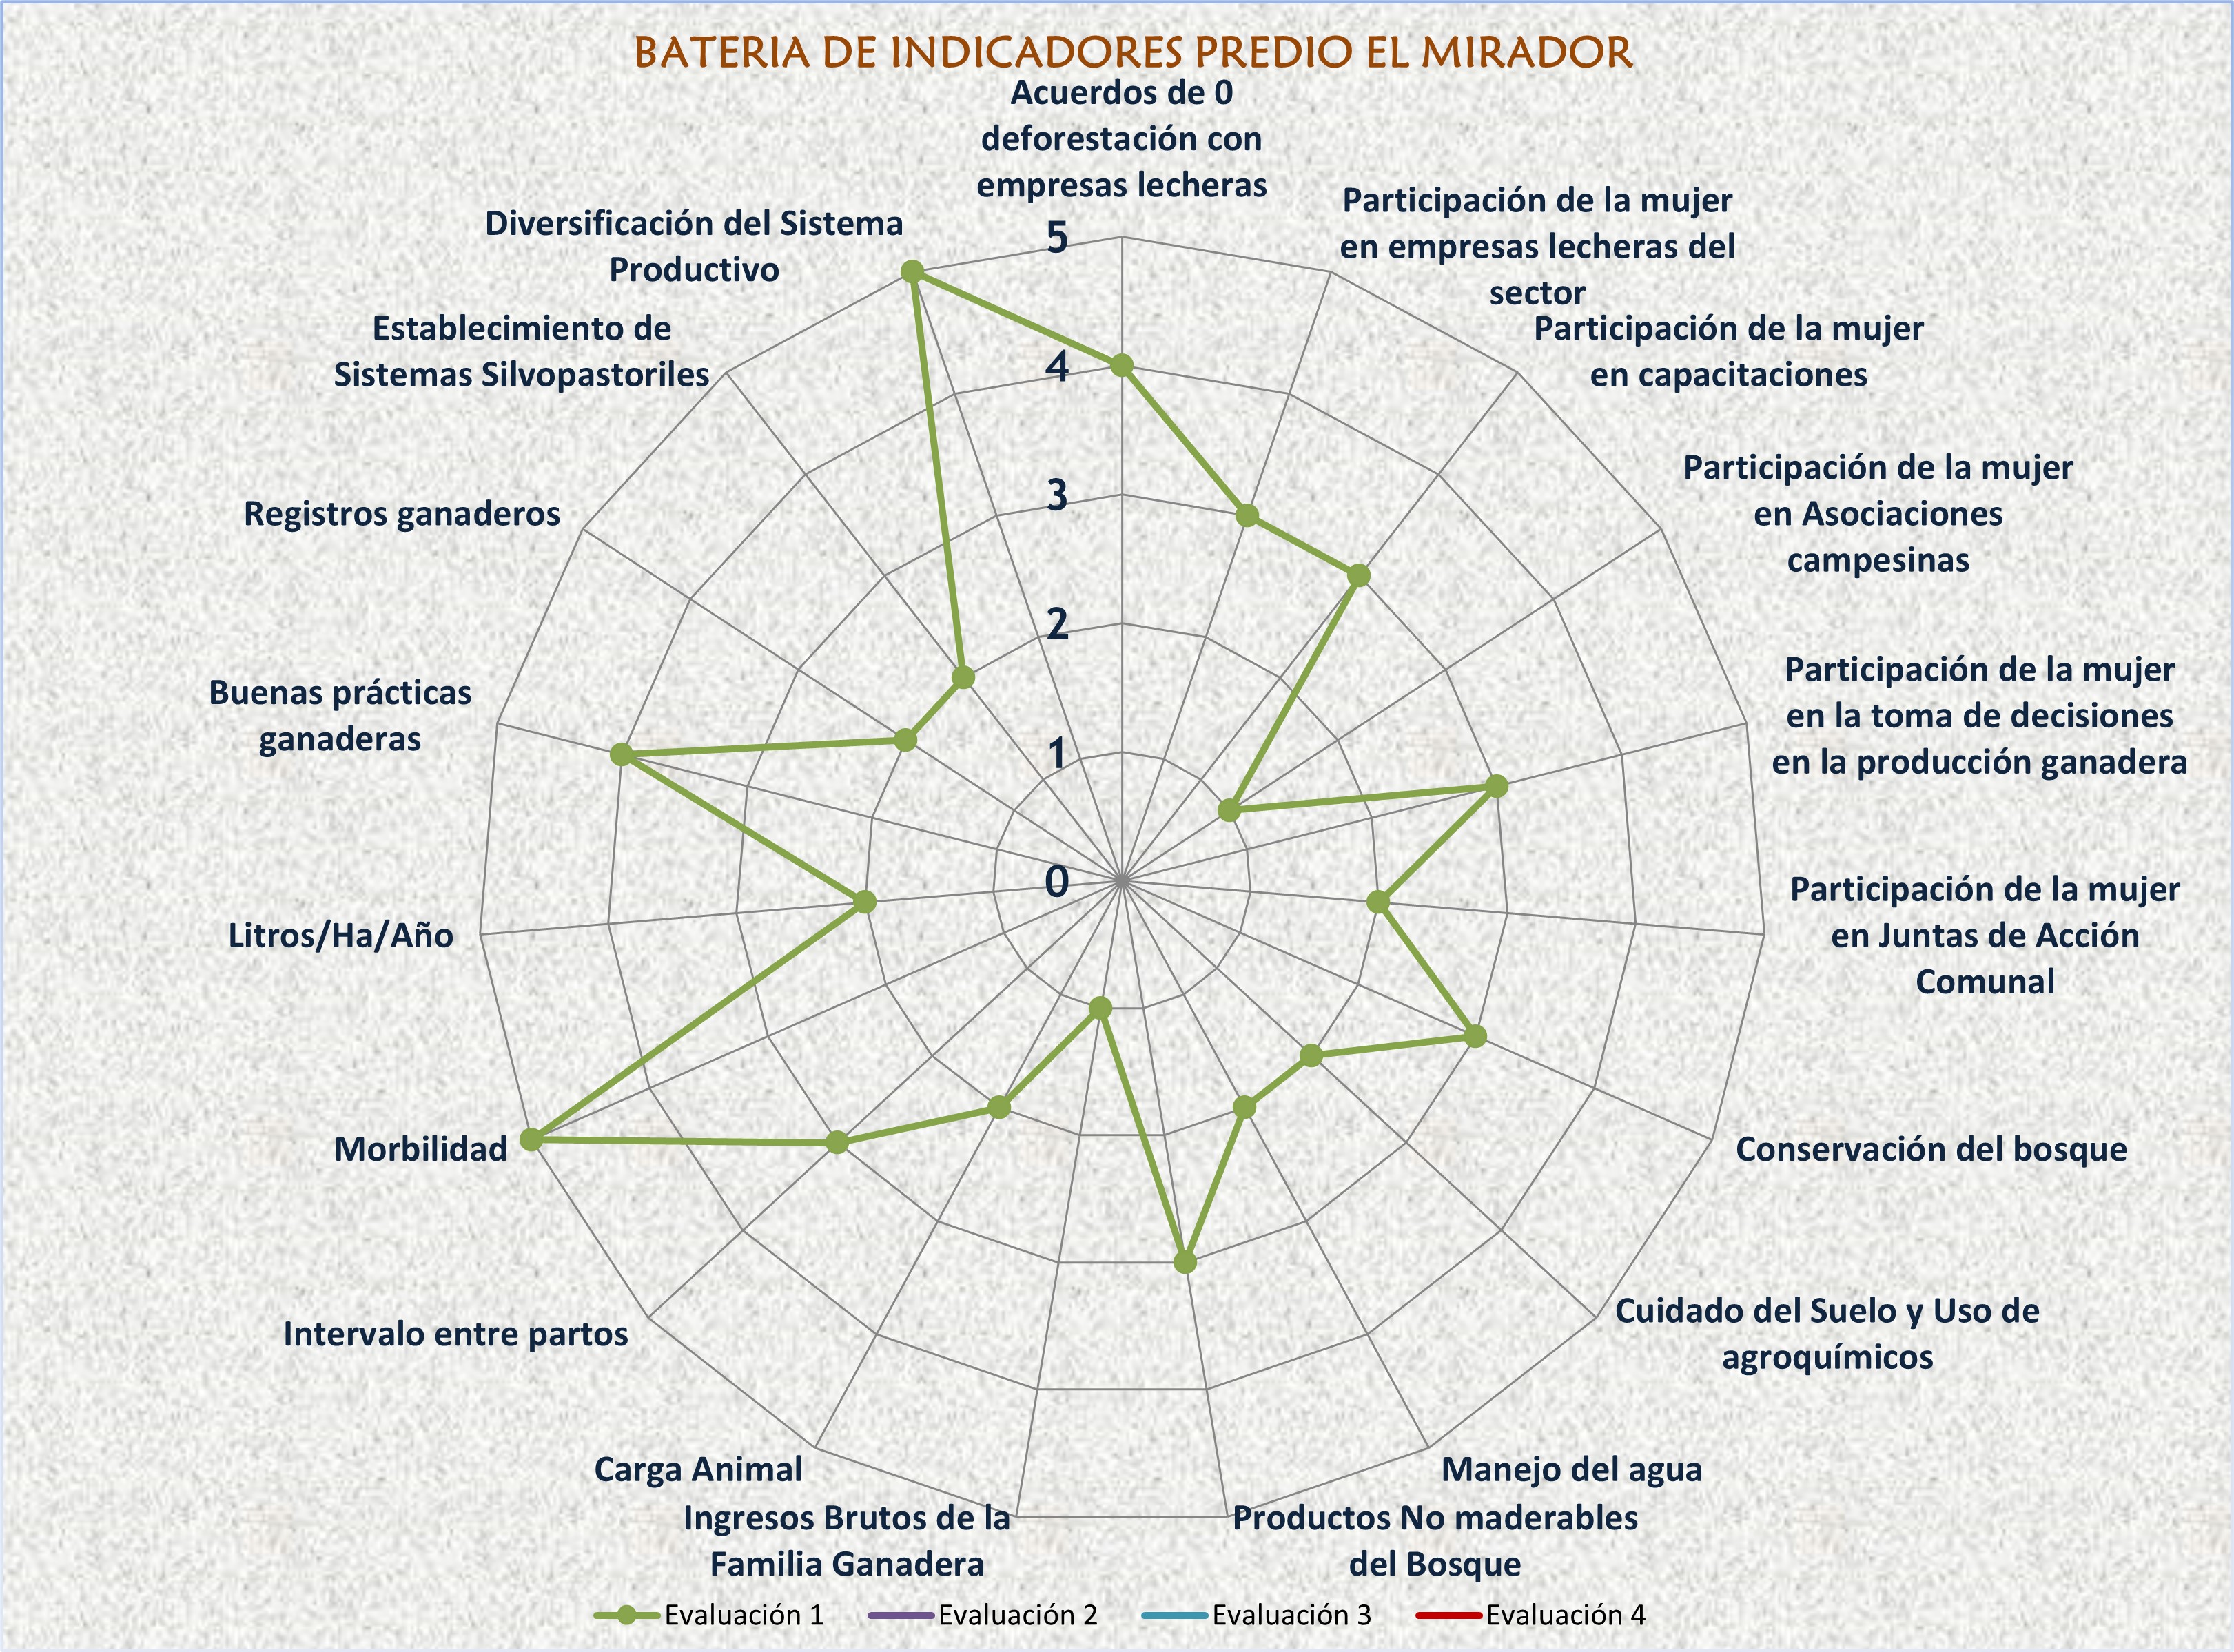 BATERIA DE INDICADORES PREDIO EL MIRADOR
Acuerdos de 0
deforestación con
empresas lecheras
Participación de la mujer
en empresas lecheras del
sector
Participación de la mujer
en capacitaciones
Participación de la mujer
en Asociaciones
campesinas
Participación de la mujer
en la toma de decisiones
en la producción ganadera
Participación de la mujer
en Juntas de Acción
Comunal
Conservación del bosque
Cuidado del Suelo y Uso de
agroquímicos
Manejo del agua
Productos No maderables
del Bosque
Ingresos Brutos de la
Familia Ganadera
Carga Animal
Intervalo entre partos
Morbilidad
Litros/Ha/Año
Buenas prácticas
ganaderas
Registros ganaderos
Establecimiento de
Sistemas Silvopastoriles
Diversificación del Sistema
Productivo
5
4
3
2
1
0
Evaluación 1
Evaluación 2
Evaluación 3
Evaluación 4